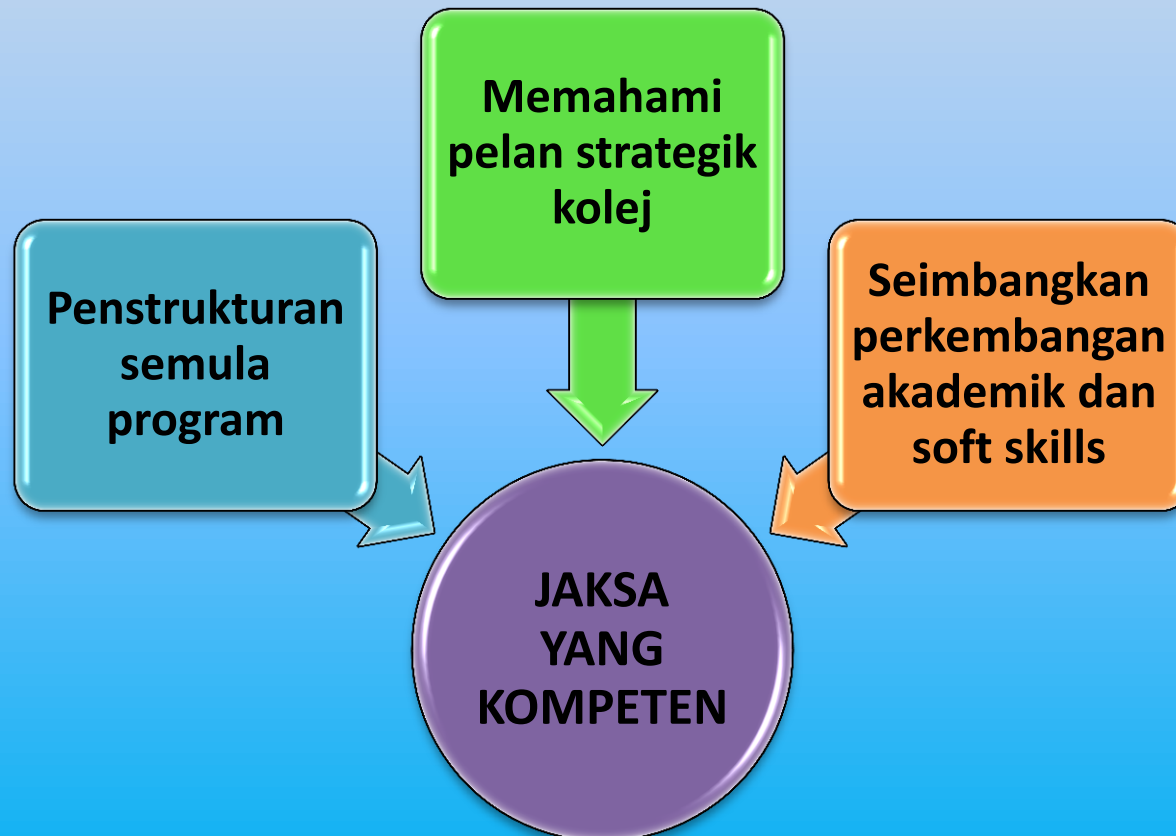 Memahami
pelan strategik
kolej
Penstrukturan
semula
program
Seimbangkan
perkembangan
akademik dan
soft skills
JAKSA
YANG
KOMPETEN